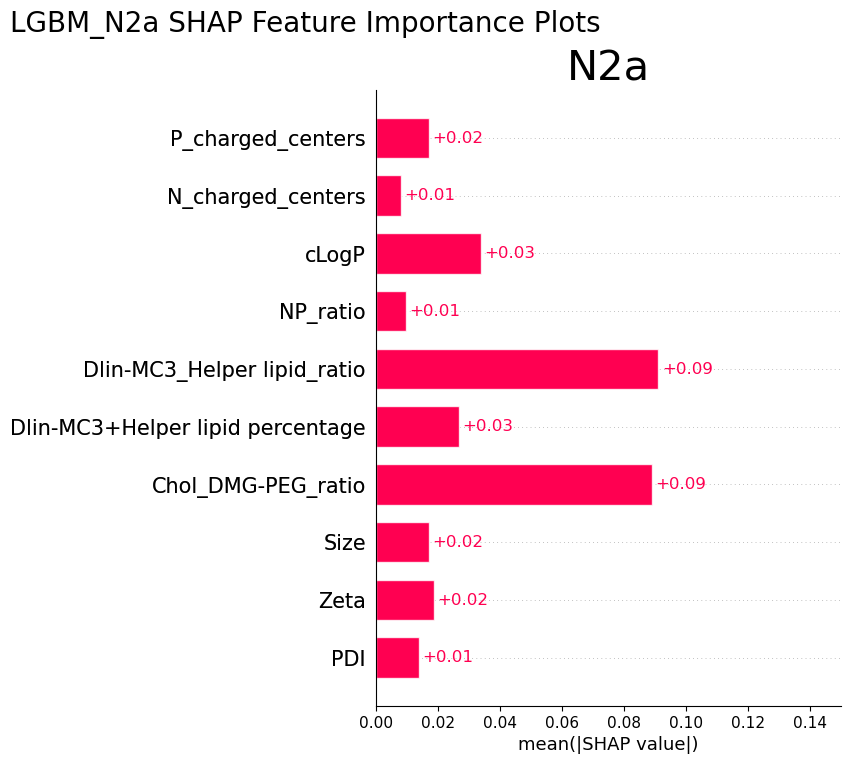 LGBM_N2a SHAP Feature Importance Plots
N2a
P_charged_centers +0.02
N_charged_centers +0.01
cLogP +0.03
NP_ratio +0.01
Dlin-MC3_Helper lipid_ratio +0.09
Dlin-MC3+Helper lipid percentage +0.03
Chol_DMG-PEG_ratio +0.09
Size +0.02
Zeta +0.02
PDI +0.01
0.00 0.02 0.04 0.06 0.08 0.10 0.12 0.14
mean(|SHAP value|)